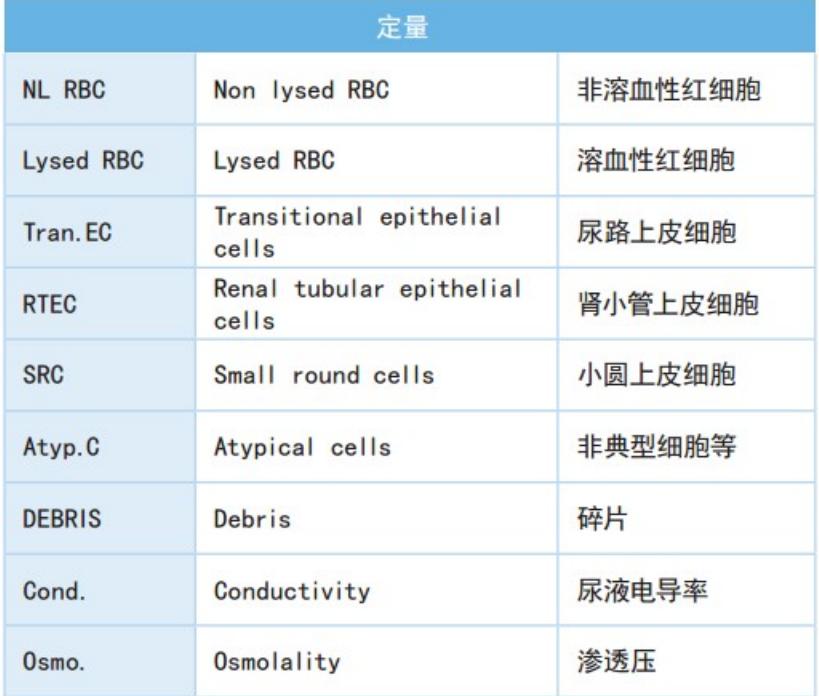 定量
NL RBC Non lysed RBC 非溶血性红细胞
Lysed RBC Lysed RBC 溶血性红细胞
Tran.EC Transitional epithelial cells 尿路上皮细胞
RTEC Renal tubular epithelial cells 肾小管上皮细胞
SRC Small round cells 小圆上皮细胞
Atyp.C Atypical cells 非典型细胞等
DEBRIS Debris 碎片
Cond. Conductivity 尿液电导率
Osmo. Osmolality 渗透压